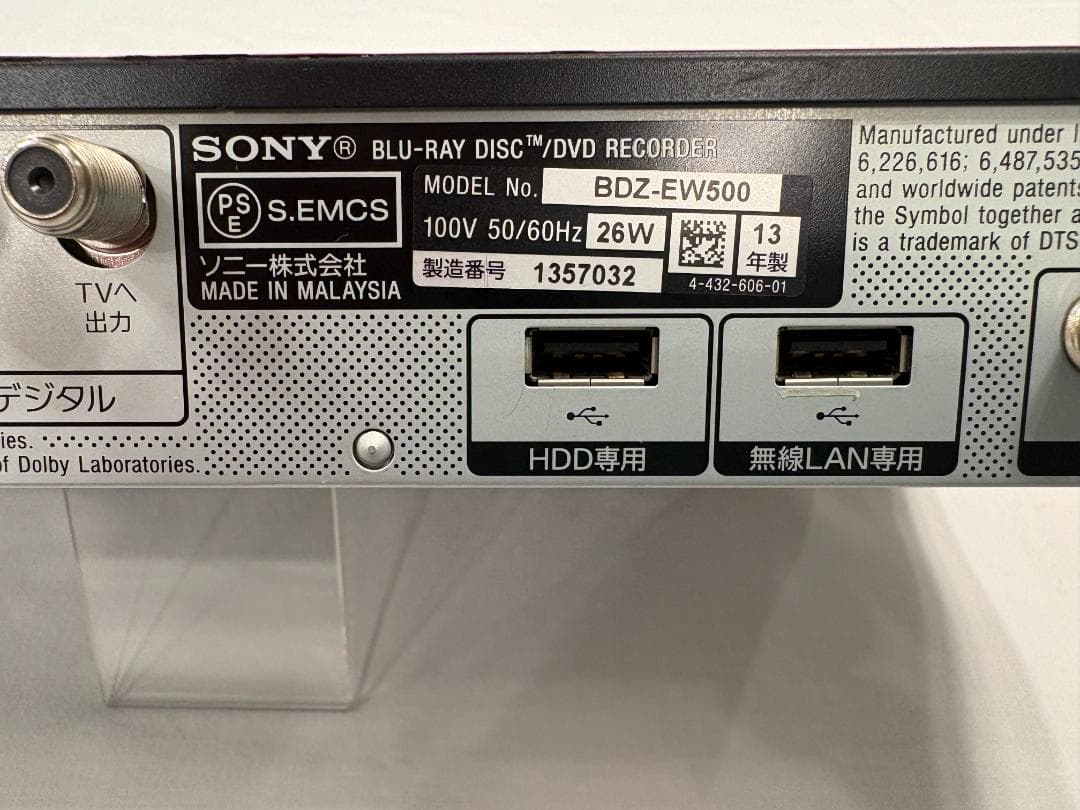 SONY® BLU-RAY DISC™/DVD RECORDER
PSE S.EMCS
MODEL No. BDZ-EW500
100V 50/60Hz 26W
13年製
製造番号 1357032
4-432-606-01
ソニー株式会社
MADE IN MALAYSIA
Manufactured under
6,226,616; 6,487,535
and worldwide patents
the Symbol together
is a trademark of DTS
TVへ
出力
デジタル
ies.
of Dolby Laboratories.
HDD専用
無線LAN専用